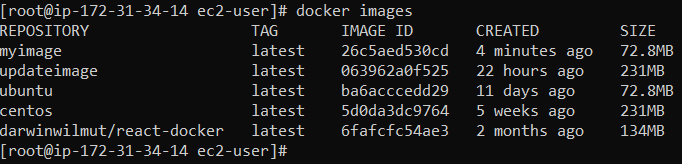 [root@ip-172-31-34-14 ec2-user]# docker images
REPOSITORY TAG IMAGE ID CREATED SIZE
myimage latest 26c5aed530cd 4 minutes ago 72.8MB
updateimage latest 063962a0f525 22 hours ago 231MB
ubuntu latest ba6acccedd29 11 days ago 72.8MB
centos latest 5d0da3dc9764 5 weeks ago 231MB
darwinwilmut/react-docker latest 6fafcfc54ae3 2 months ago 134MB
[root@ip-172-31-34-14 ec2-user]#